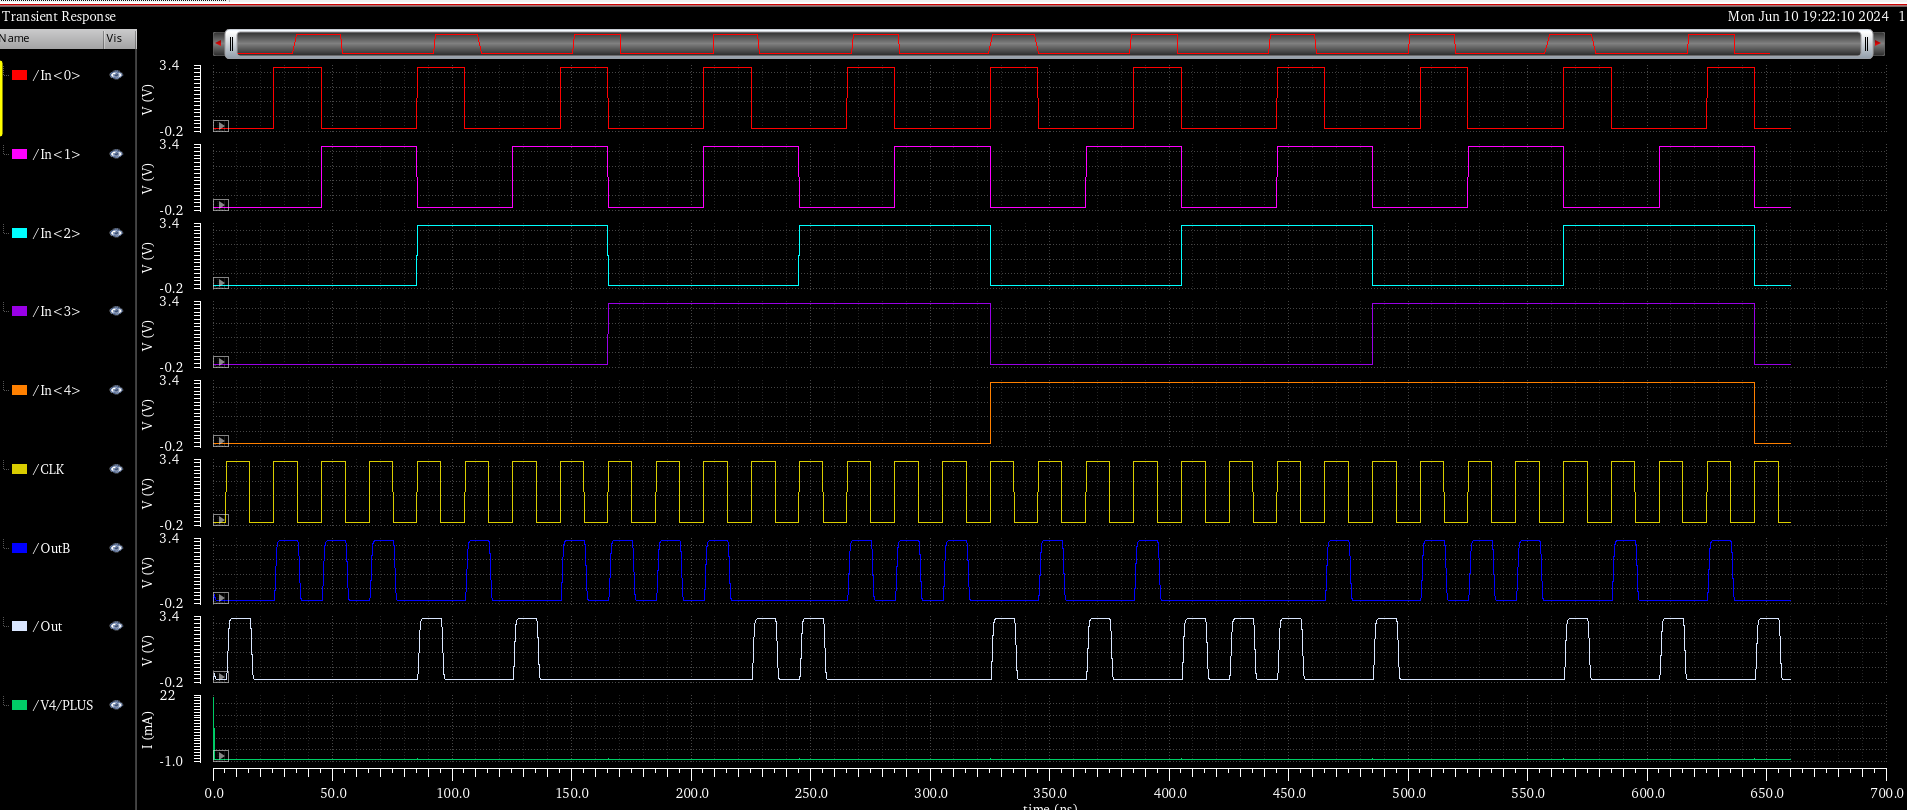 Transient Response
Mon Jun 10 19:22:10 2024 1
Name Vis
/In<0>
3.4
V (V)
-0.2
/In<1>
3.4
V (V)
-0.2
/In<2>
3.4
V (V)
-0.2
/In<3>
3.4
V (V)
-0.2
/In<4>
3.4
V (V)
-0.2
/CLK
3.4
V (V)
-0.2
/OutB
3.4
V (V)
-0.2
/Out
3.4
V (V)
-0.2
/V4/PLUS
22
I (mA)
-1.0
0.0 50.0 100.0 150.0 200.0 250.0 300.0 350.0 400.0 450.0 500.0 550.0 600.0 650.0 700.0
time (ns)